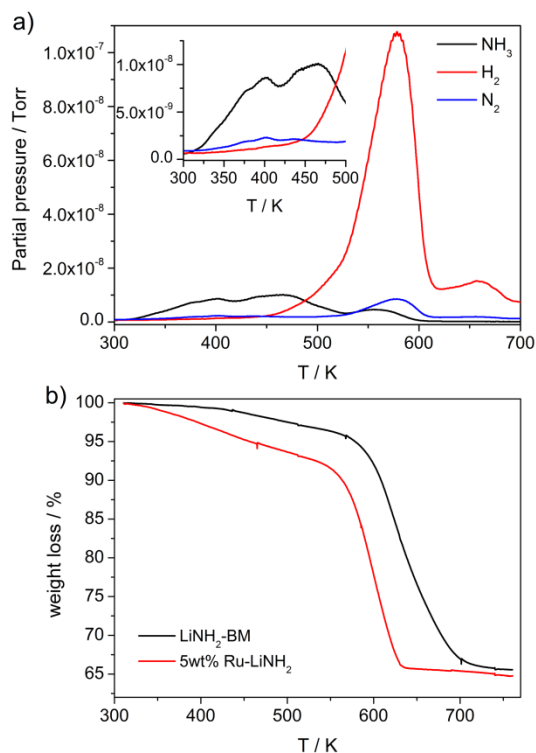 a)
1.0x10⁻⁷
8.0x10⁻⁸
6.0x10⁻⁸
4.0x10⁻⁸
2.0x10⁻⁸
0.0
Partial pressure / Torr
1.0x10⁻⁸
5.0x10⁻⁹
0.0
300 350 400 450 500
T / K
NH₃
H₂
N₂
300 400 500 600 700
T / K
b)
100
95
90
85
80
75
70
65
weight loss / %
LiNH₂-BM
5wt% Ru-LiNH₂
300 400 500 600 700
T / K